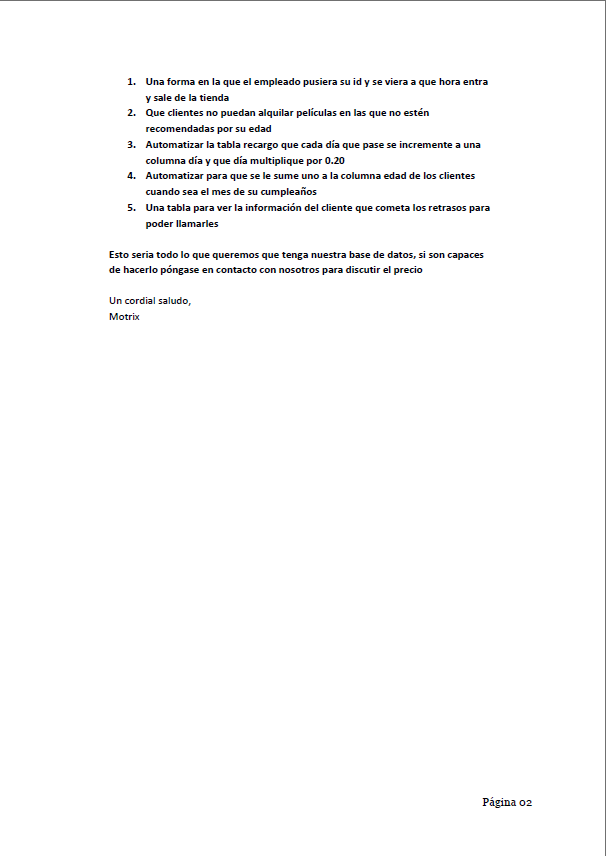 1. Una forma en la que el empleado pusiera su id y se viera a que hora entra
y sale de la tienda
2. Que clientes no puedan alquilar películas en las que no estén
recomendadas por su edad
3. Automatizar la tabla recargo que cada día que pase se incremente a una
columna día y que día multiplique por 0.20
4. Automatizar para que se le sume uno a la columna edad de los clientes
cuando sea el mes de su cumpleaños
5. Una tabla para ver la información del cliente que cometa los retrasos para
poder llamarles
Esto seria todo lo que queremos que tenga nuestra base de datos, si son capaces
de hacerlo póngase en contacto con nosotros para discutir el precio
Un cordial saludo,
Motrix
Página 02